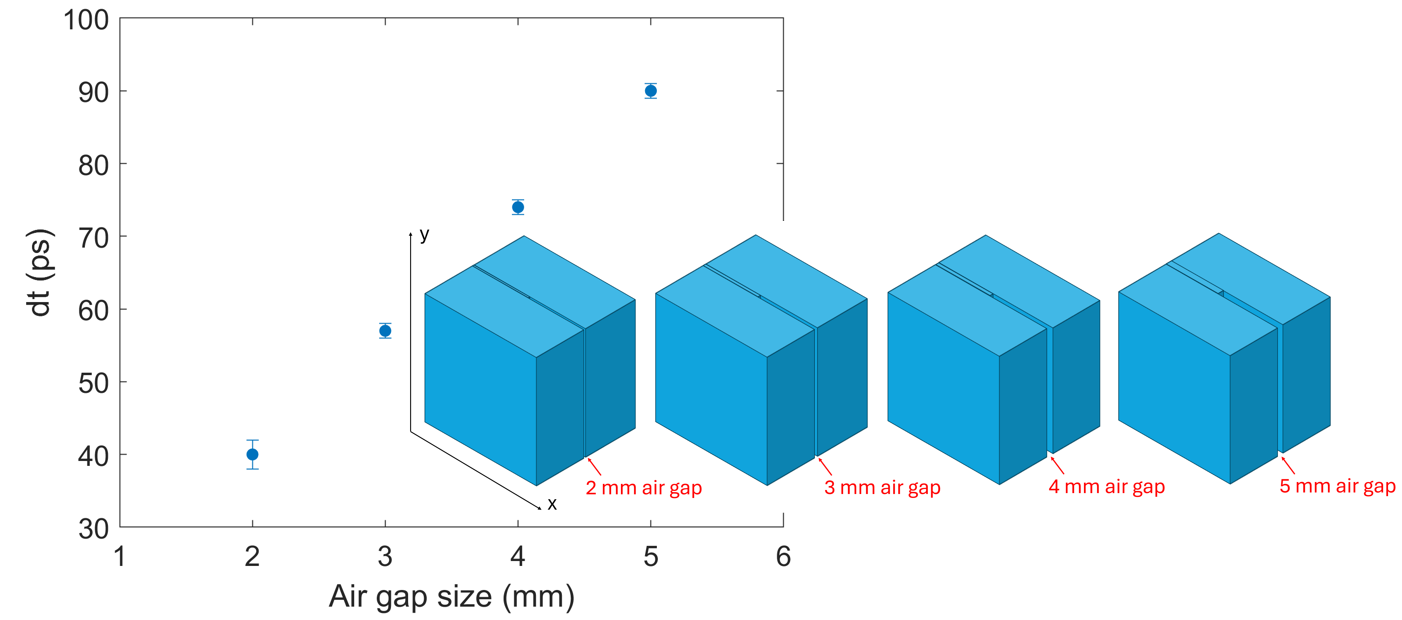 100
90
80
70
60
50
40
30
dt (ps)
1 2 3 4 5 6
Air gap size (mm)
y
x
2 mm air gap
3 mm air gap
4 mm air gap
5 mm air gap